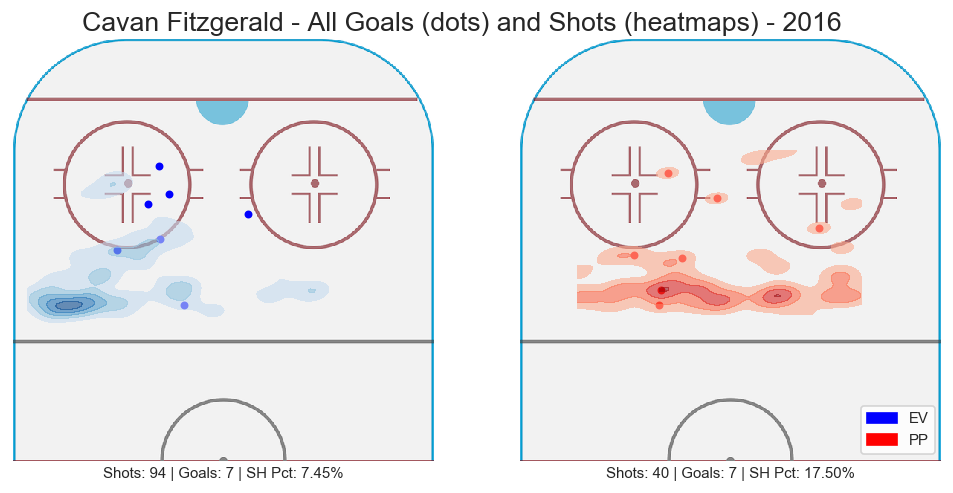 Cavan Fitzgerald - All Goals (dots) and Shots (heatmaps) - 2016
EV
PP
Shots: 94 | Goals: 7 | SH Pct: 7.45%
Shots: 40 | Goals: 7 | SH Pct: 17.50%